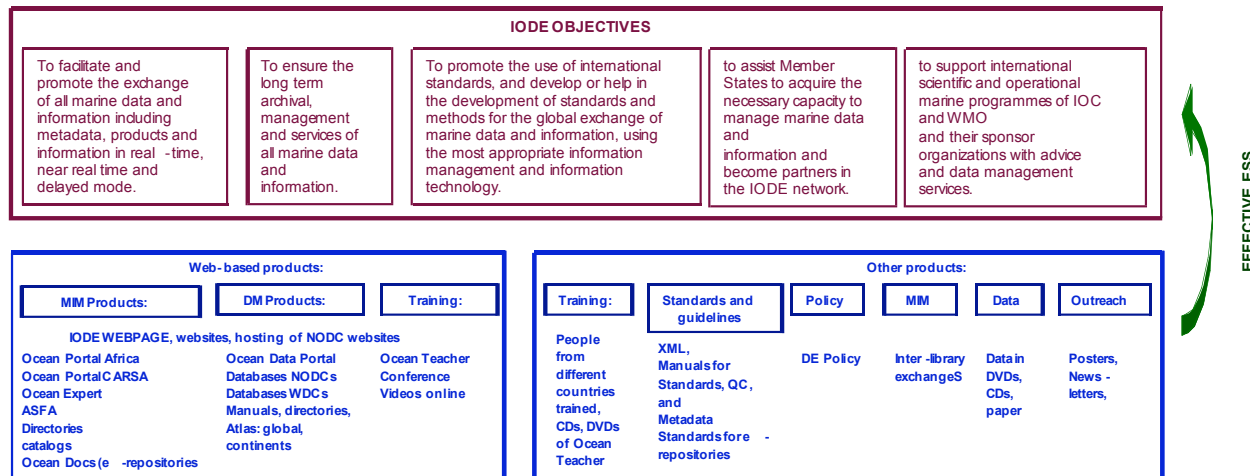 IODE OBJECTIVES
To facilitate and
promote the exchange
of all marine data and
information including
metadata, products and
information in real -time,
near real time and
delayed mode.
To ensure the
long term
archival,
management
and services of
all marine data
and
information.
To promote the use of international
standards, and develop or help in
the development of standards and
methods for the global exchange of
marine data and information, using
the most appropriate information
management and information
technology.
to assist Member
States to acquire the
necessary capacity to
manage marine data
and
information and
become partners in
the IODE network.
to support international
scientific and operational
marine programmes of IOC
and WMO
and their sponsor
organizations with advice
and data management
services.
EFFECTIVE ESS
Web- based products:
MIM Products:
DM Products:
Training:
IODE WEBPAGE, websites, hosting of NODC websites
Ocean Portal Africa
Ocean Portal CARSA
Ocean Expert
ASFA
Directories
catalogs
Ocean Docs (e -repositories
Ocean Data Portal
Databases NODCs
Databases WDCs
Manuals, directories,
Atlas: global,
continents
Ocean Teacher
Conference
Videos online
Other products:
Training:
Standards and
guidelines
Policy
MIM
Data
Outreach
People
from
different
countries
trained,
CDs, DVDs
of Ocean
Teacher
XML,
Manuals for
Standards, QC,
and
Metadata
Standards for e -
repositories
DE Policy
Inter -library
exchangeS
Data in
DVDs,
CDs,
paper
Posters,
News -
letters,